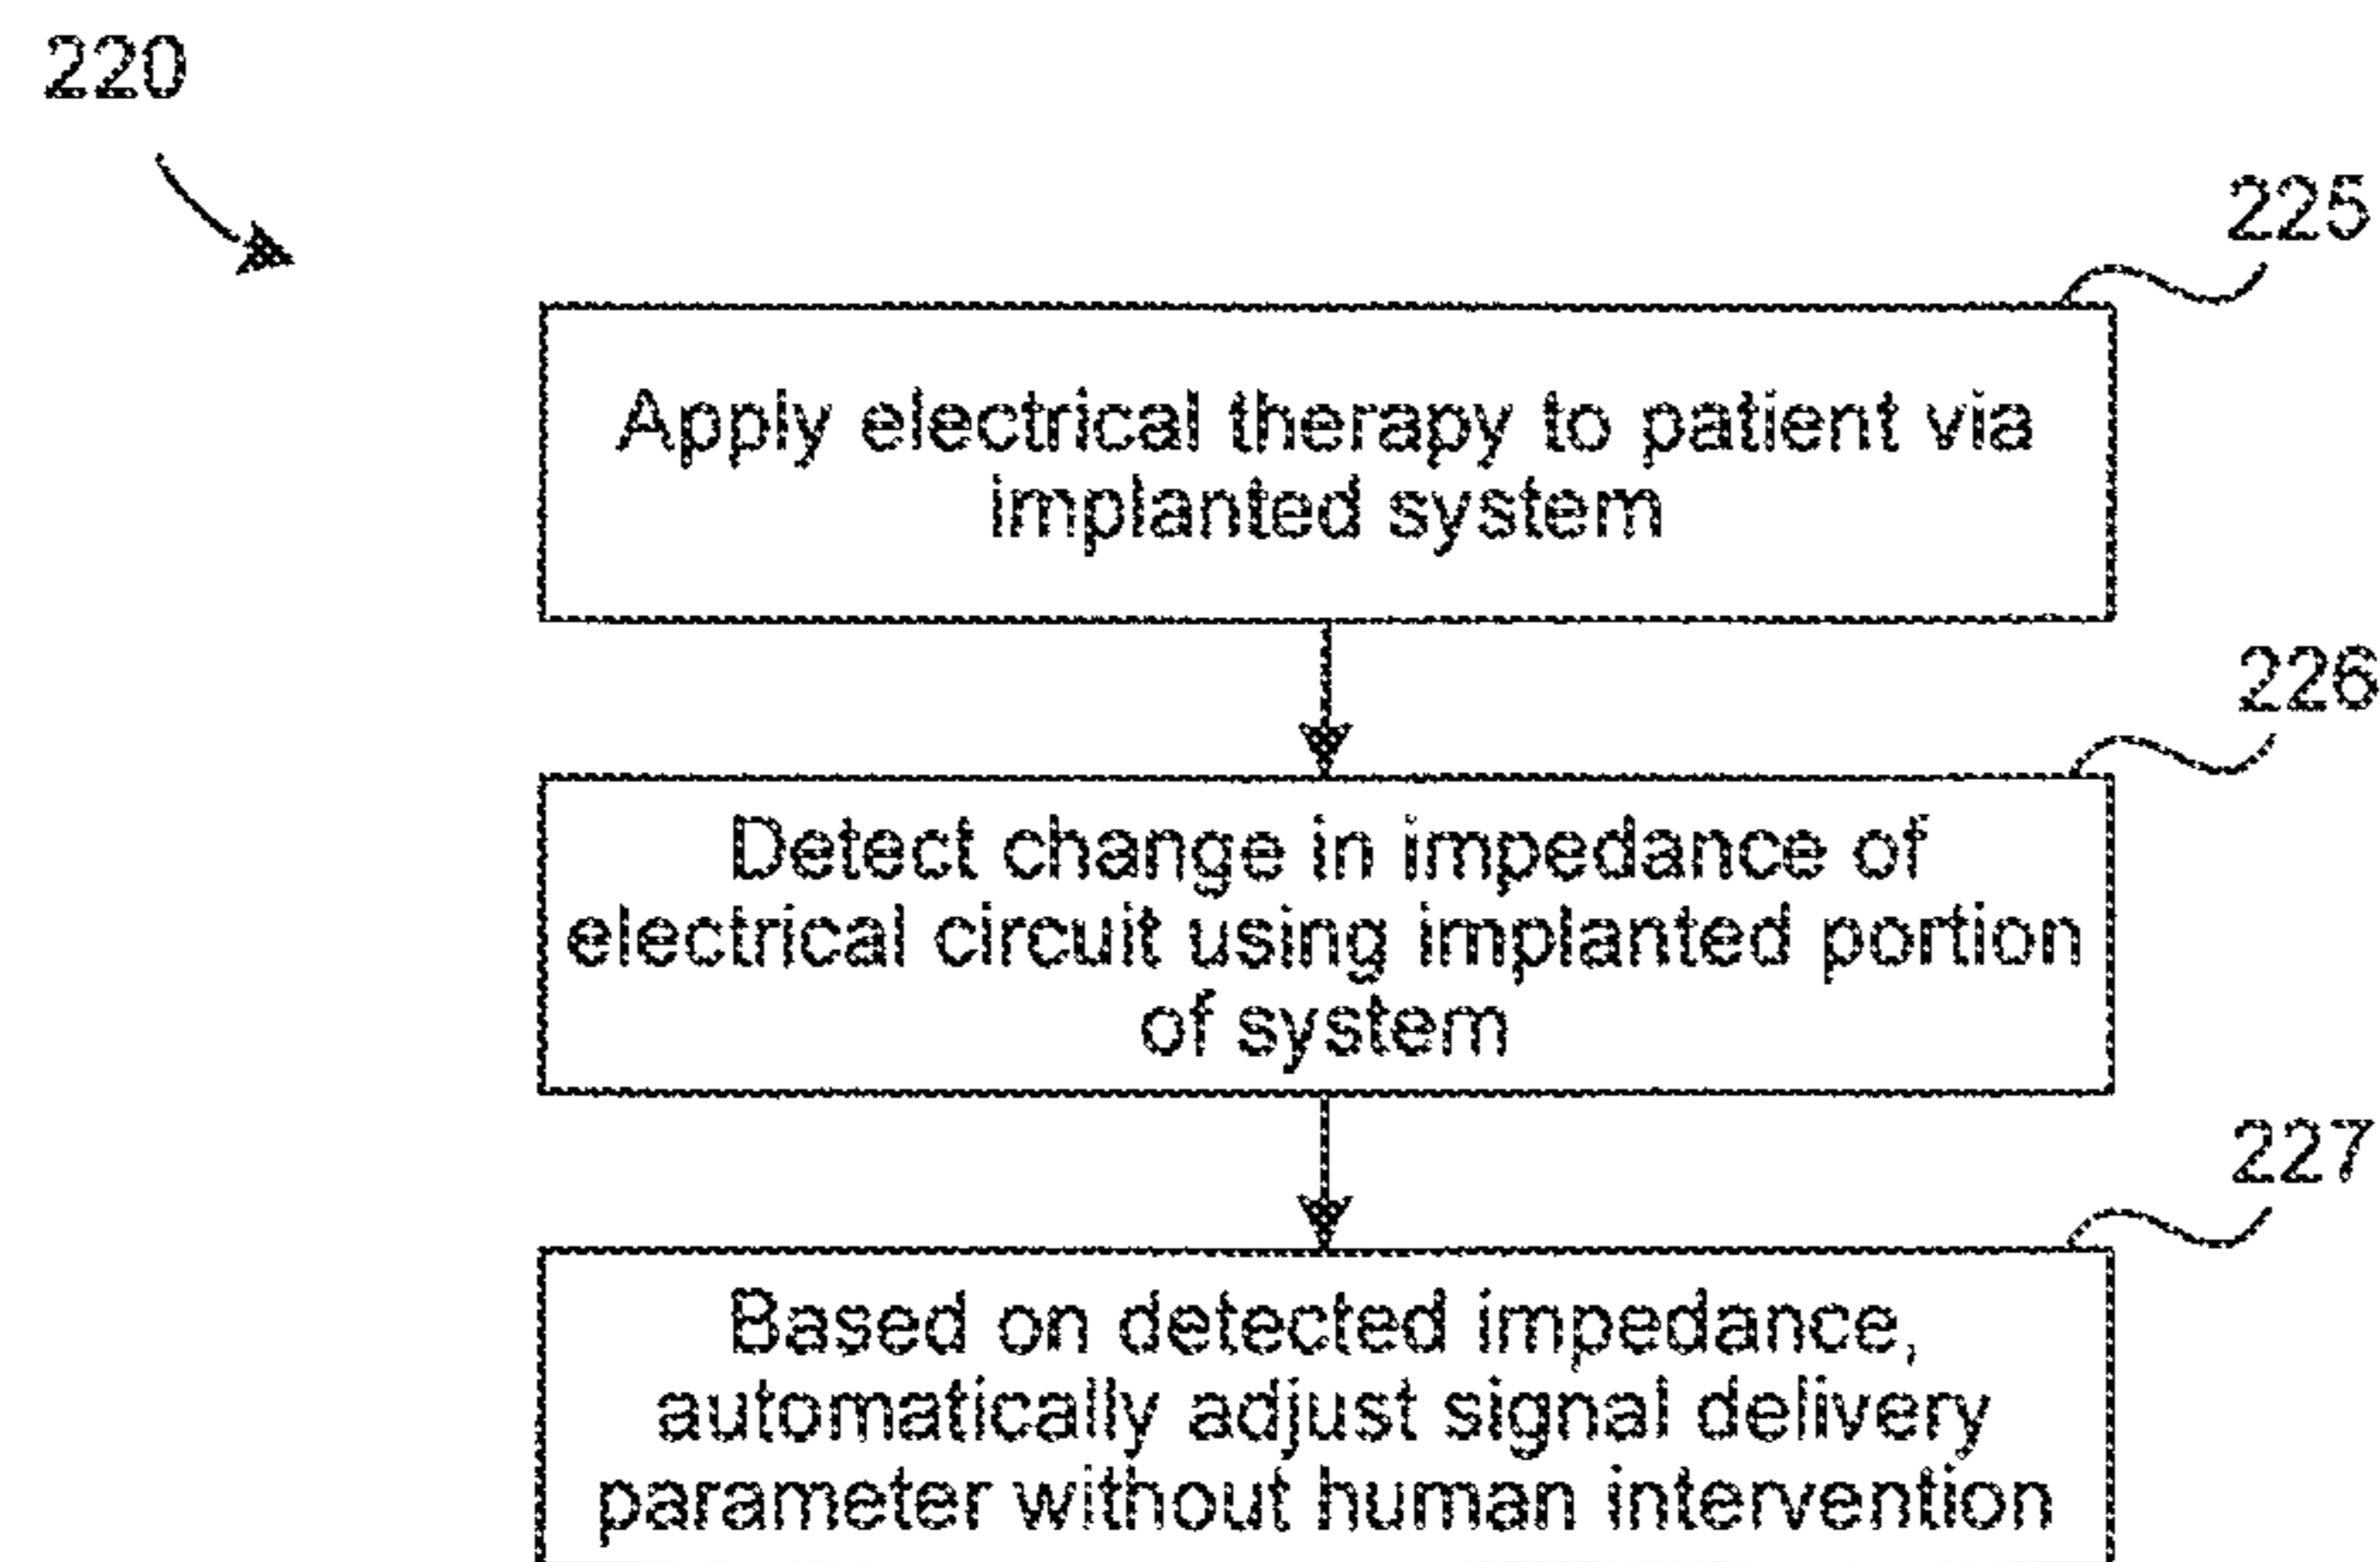 220
225
Apply electrical therapy to patient via
implanted system
226
Detect change in impedance of
electrical circuit using implanted portion
of system
227
Based on detected impedance,
automatically adjust signal delivery
parameter without human intervention